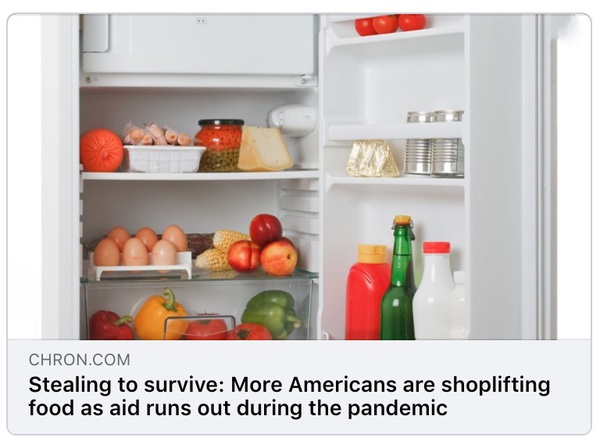 CHRON.COM
Stealing to survive: More Americans are shoplifting
food as aid runs out during the pandemic